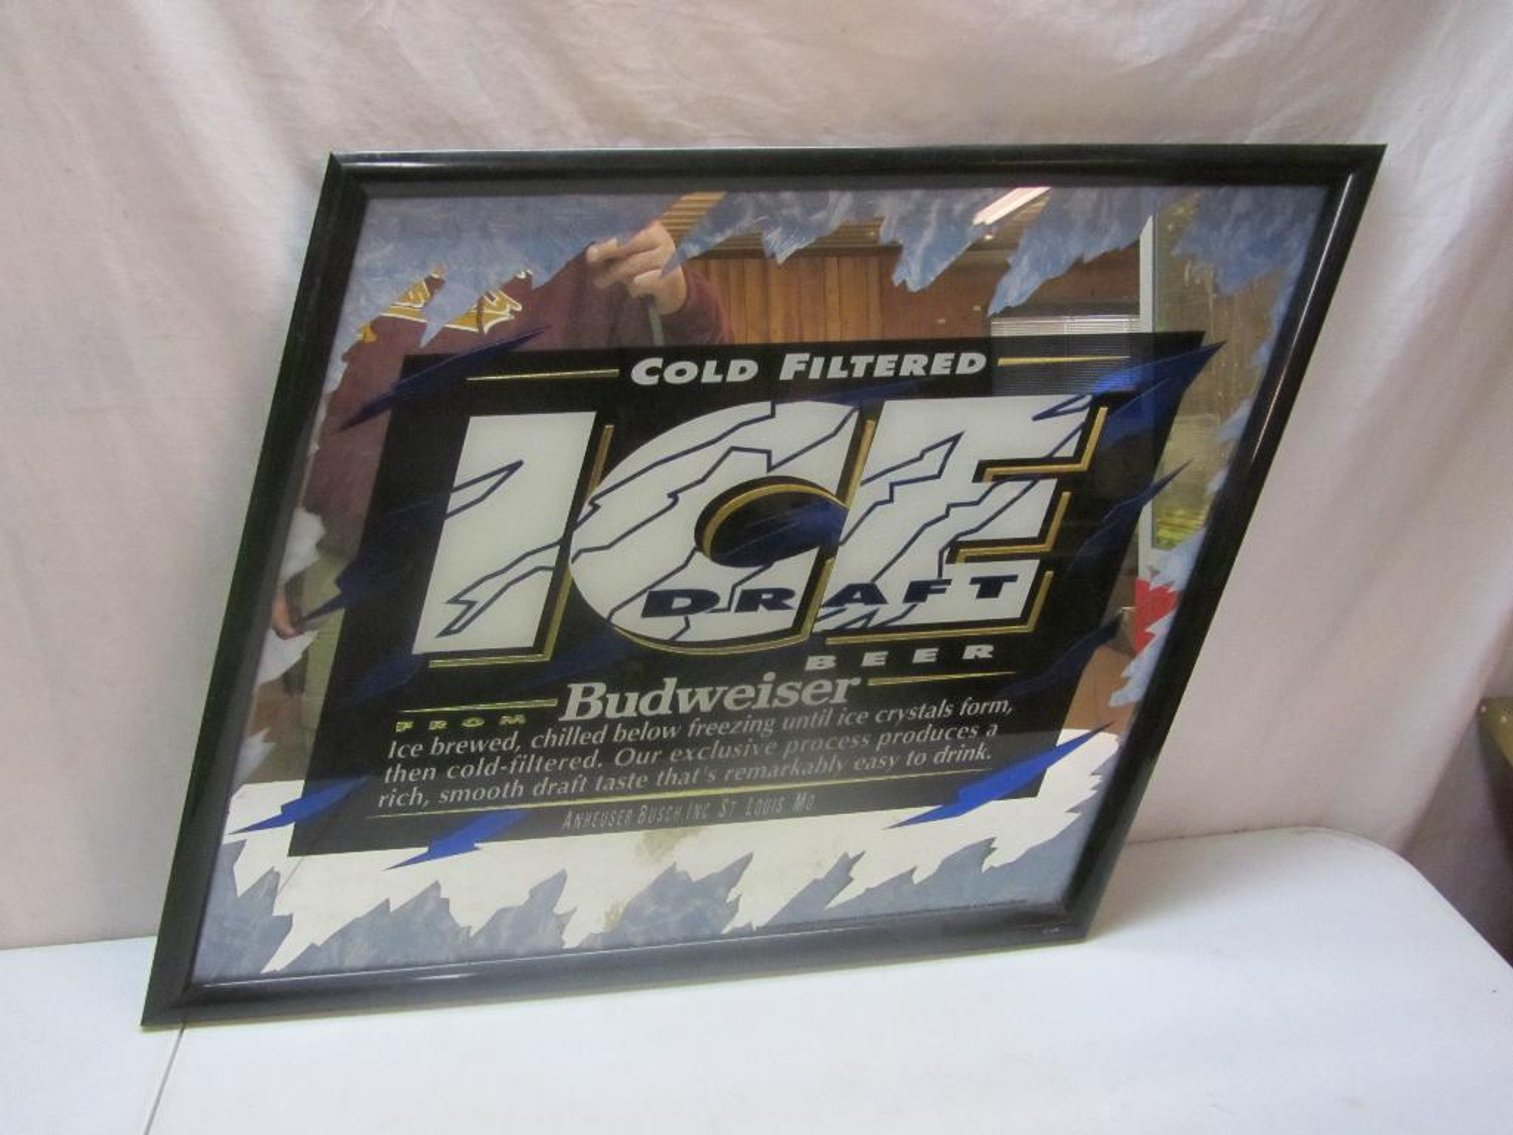 COLD FILTERED
ICE
DRAFT
BEER
FROM Budweiser
Ice brewed, chilled below freezing until ice crystals form,
then cold-filtered. Our exclusive process produces a
rich, smooth draft taste that's remarkably easy to drink.
ANHEUSER BUSCH INC. ST LOUIS, MO